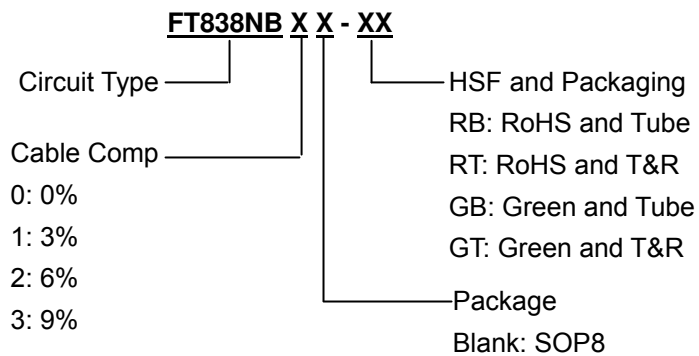 FT838NB X X - XX
Circuit Type
Cable Comp
0: 0%
1: 3%
2: 6%
3: 9%
HSF and Packaging
RB: RoHS and Tube
RT: RoHS and T&R
GB: Green and Tube
GT: Green and T&R
Package
Blank: SOP8